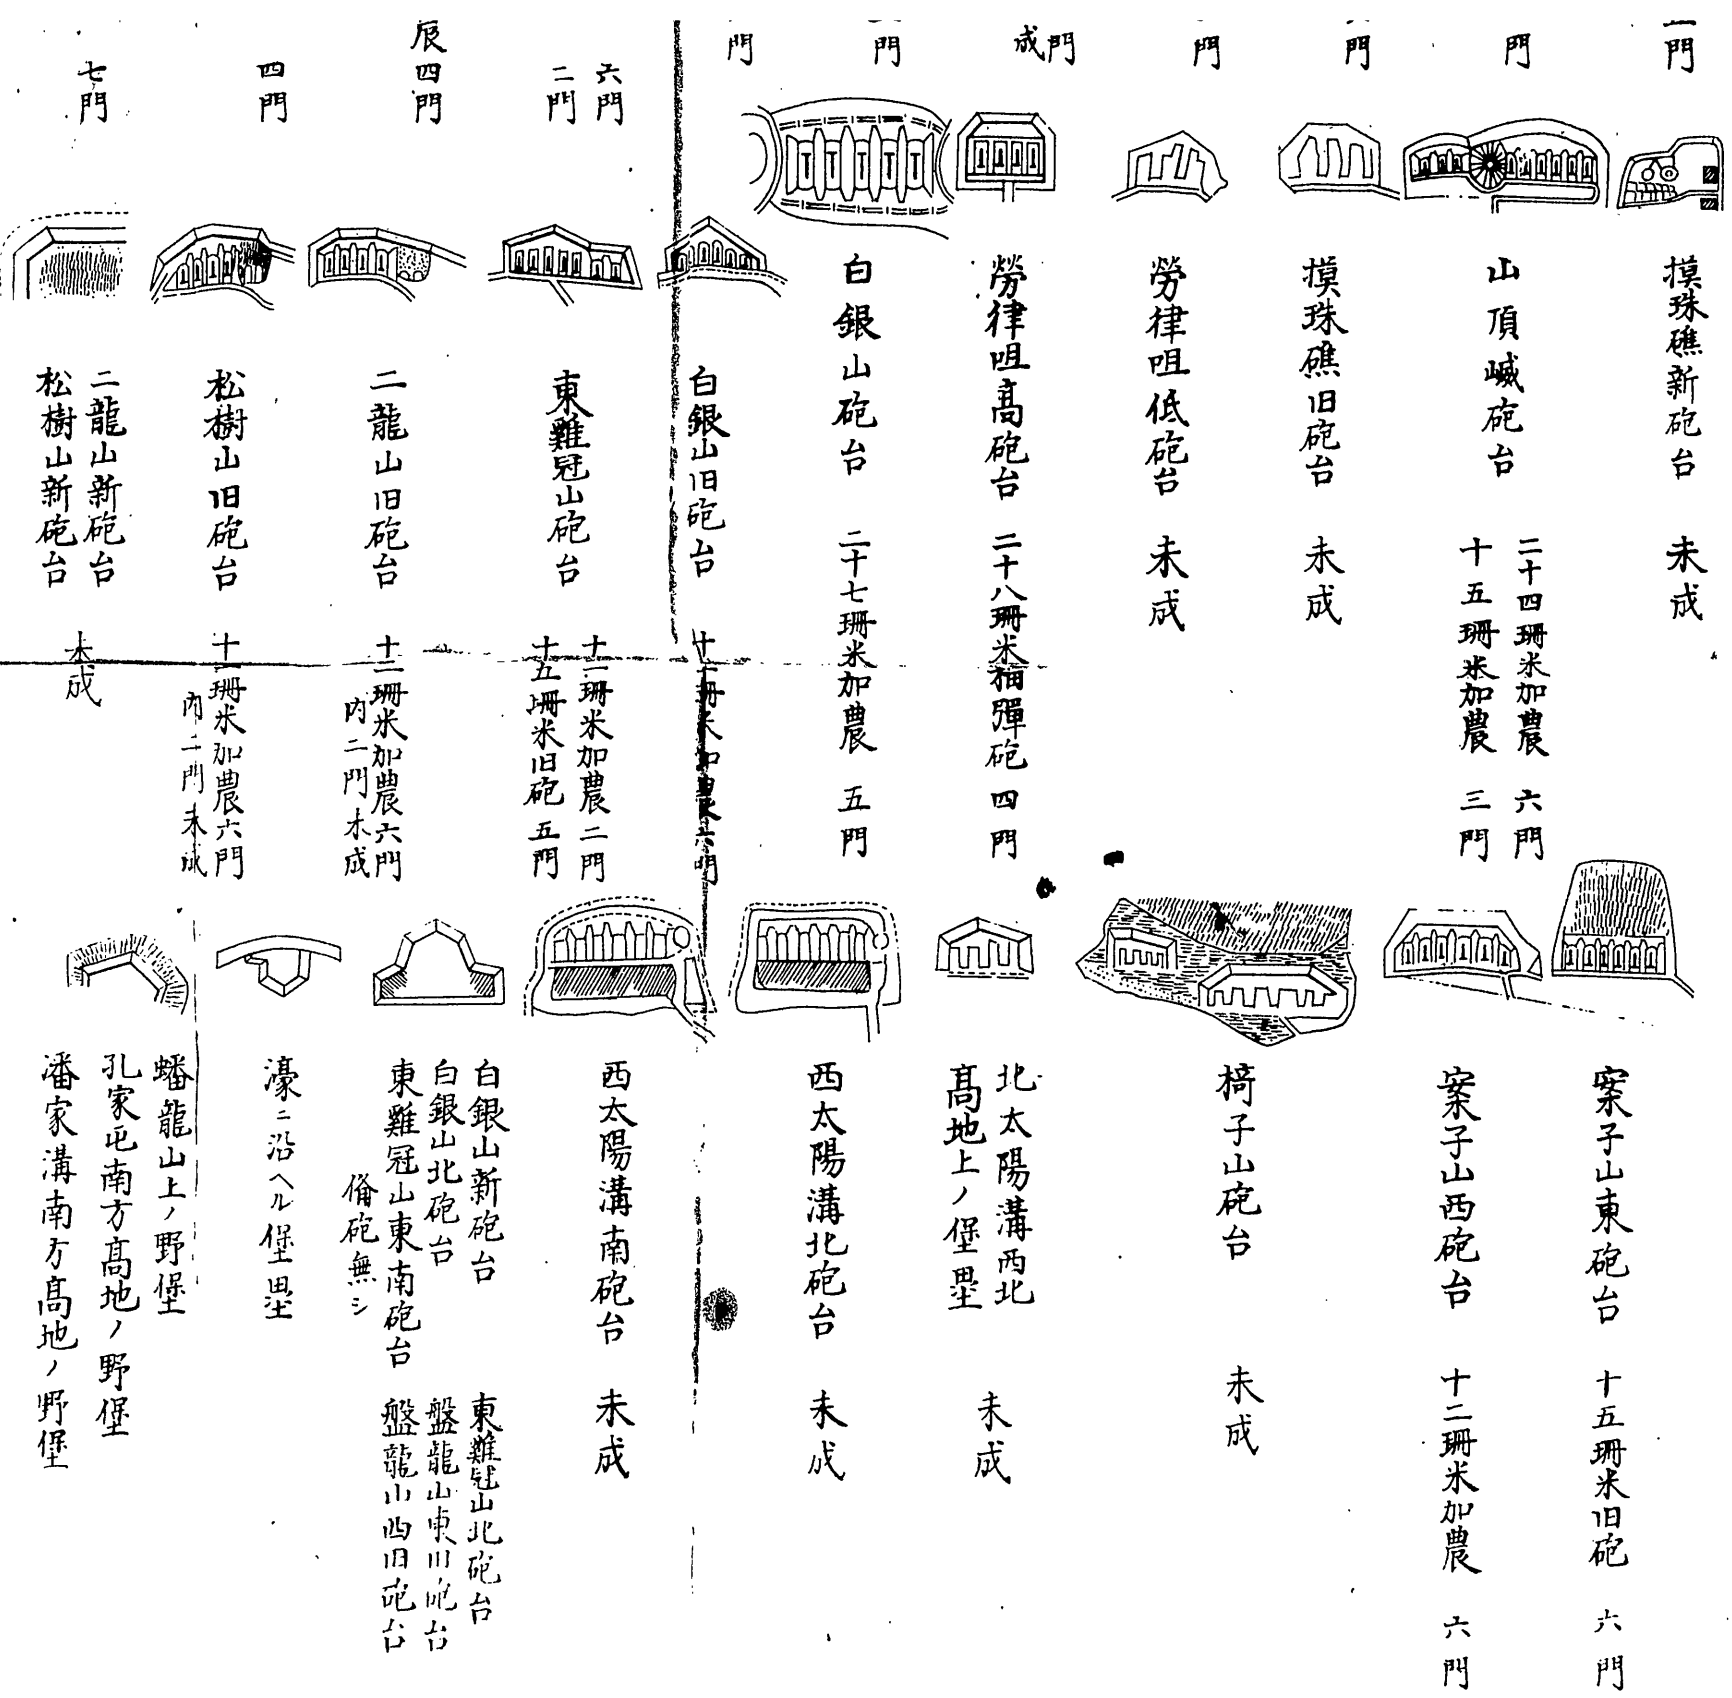 門
門
門
門
門
門
成
門
六門
二門
辰四門
四門
七門
摸珠礁新砲台 未成
山頂鹹砲台
二十四珊米加農 六門
十五珊米加農 三門
摸珠礁旧砲台 未成
勞律咀低砲台 未成
勞律咀高砲台 二十八珊米榴彈砲 四門
白銀山砲台 二十七珊米加農 五門
白銀山旧砲台 十二珊米加農六門
東雞冠山砲台
十二珊米加農二門
十五珊米旧砲 五門
二龍山旧砲台 十二珊米加農六門
內二門未成
松樹山旧砲台 十二珊米加農六門
內二門未成
二龍山新砲台
松樹山新砲台
未成
案子山東砲台 十五珊米旧砲 六門
案子山西砲台 十二珊米加農 六門
椅子山砲台 未成
北太陽溝西北
高地上ノ堡壘
未成
西太陽溝北砲台 未成
西太陽溝南砲台 未成
白銀山新砲台 東雞冠山北砲台
白銀山北砲台 盤龍山東旧砲台
東雞冠山東南砲台 盤龍山西旧砲台
備砲無シ
濠ニ沿ヘル堡壘
蟠龍山上ノ野堡
孔家屯南方高地ノ野堡
潘家溝南方高地ノ野堡